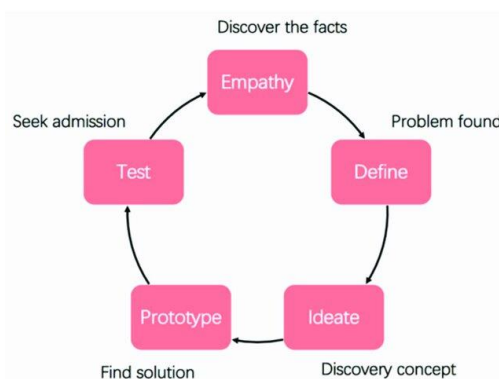 Discover the facts
Empathy
Seek admission
Problem found
Test
Define
Prototype
Ideate
Find solution
Discovery concept